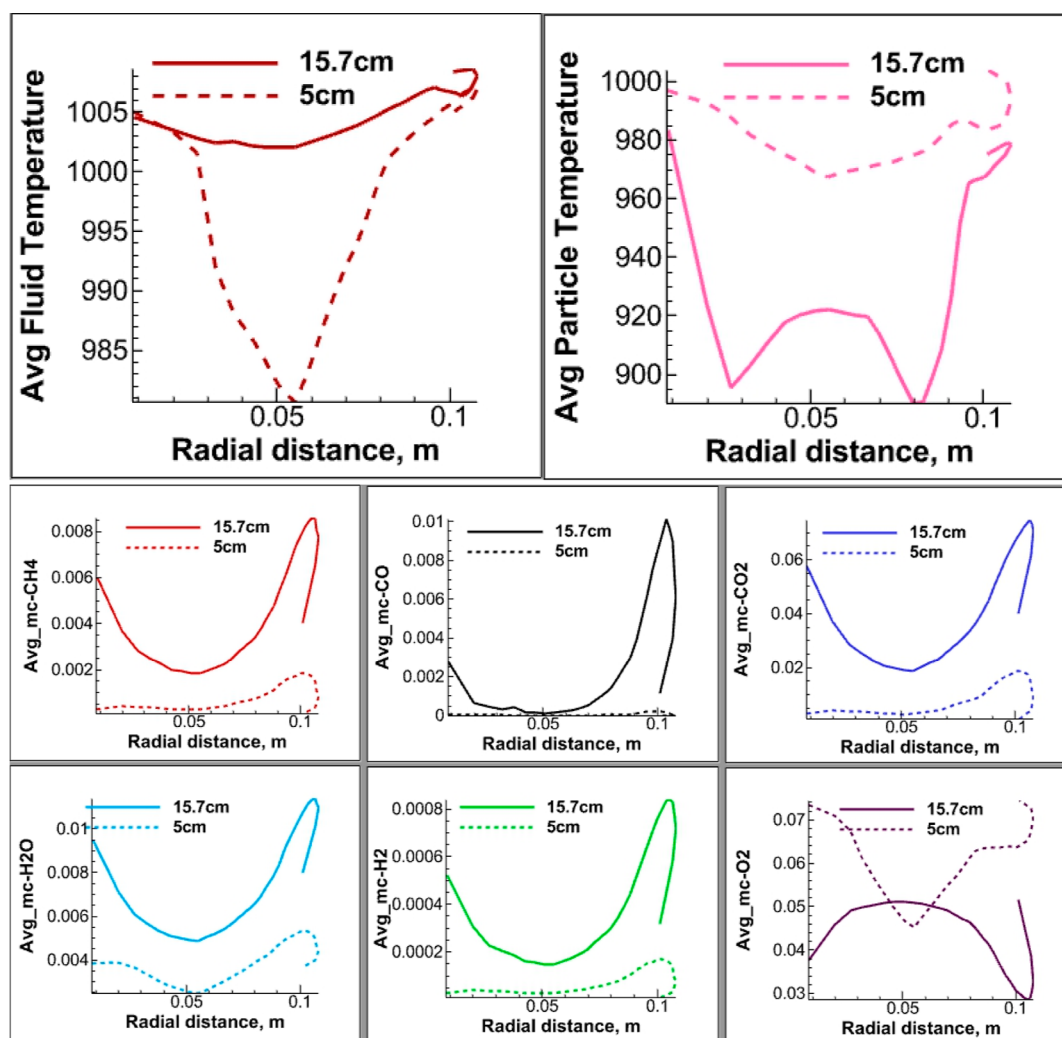 Avg Fluid Temperature
15.7cm
5cm
1005
1000
995
990
985
0.05
0.1
Radial distance, m
Avg Particle Temperature
15.7cm
5cm
1000
980
960
940
920
900
0.05
0.1
Radial distance, m
Avg_mc-CH4
15.7cm
5cm
0.008
0.006
0.004
0.002
0.05
0.1
Radial distance, m
Avg_mc-CO
15.7cm
5cm
0.01
0.008
0.006
0.004
0.002
0
0.05
0.1
Radial distance, m
Avg_mc-CO2
15.7cm
5cm
0.06
0.04
0.02
0.05
0.1
Radial distance, m
Avg_mc-H2O
15.7cm
5cm
0.01
0.008
0.006
0.004
0.05
0.1
Radial distance, m
Avg_mc-H2
15.7cm
5cm
0.0008
0.0006
0.0004
0.0002
0.05
0.1
Radial distance, m
Avg_mc-O2
15.7cm
5cm
0.07
0.06
0.05
0.04
0.03
0.05
0.1
Radial distance, m